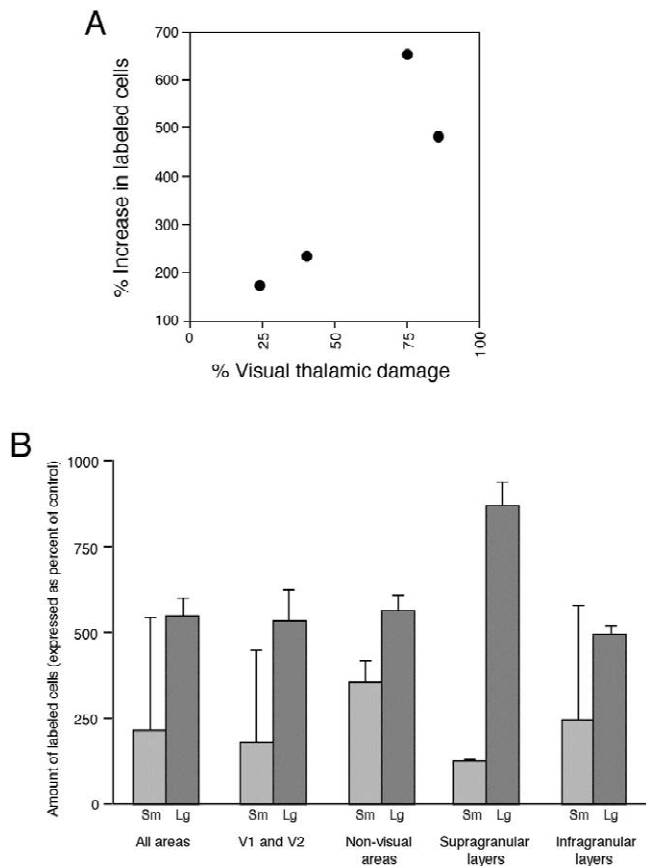 A
% Increase in labeled cells
700
600
500
400
300
200
100
0
25
50
75
100
% Visual thalamic damage
B
Amount of labeled cells (expressed as percent of control)
1000
750
500
250
0
Sm Lg Sm Lg Sm Lg Sm Lg Sm Lg
All areas V1 and V2 Non-visual areas Supragranular layers Infragranular layers